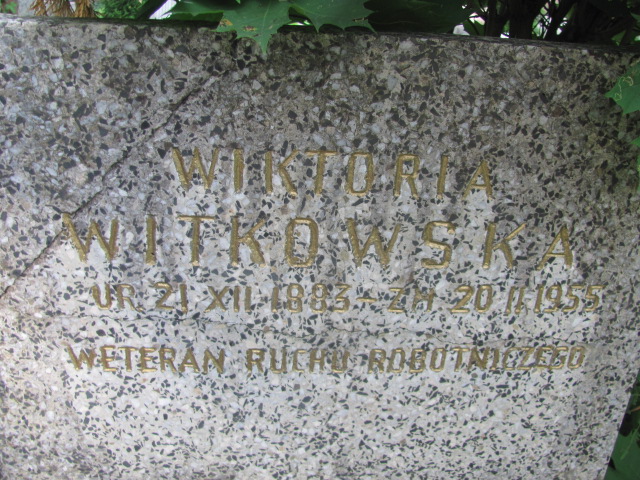 WIKTORIA
WITKOWSKA
UR 21 XII 1883 - ZM 20 II 1955
WETERAN RUCHU ROBOTNICZEGO